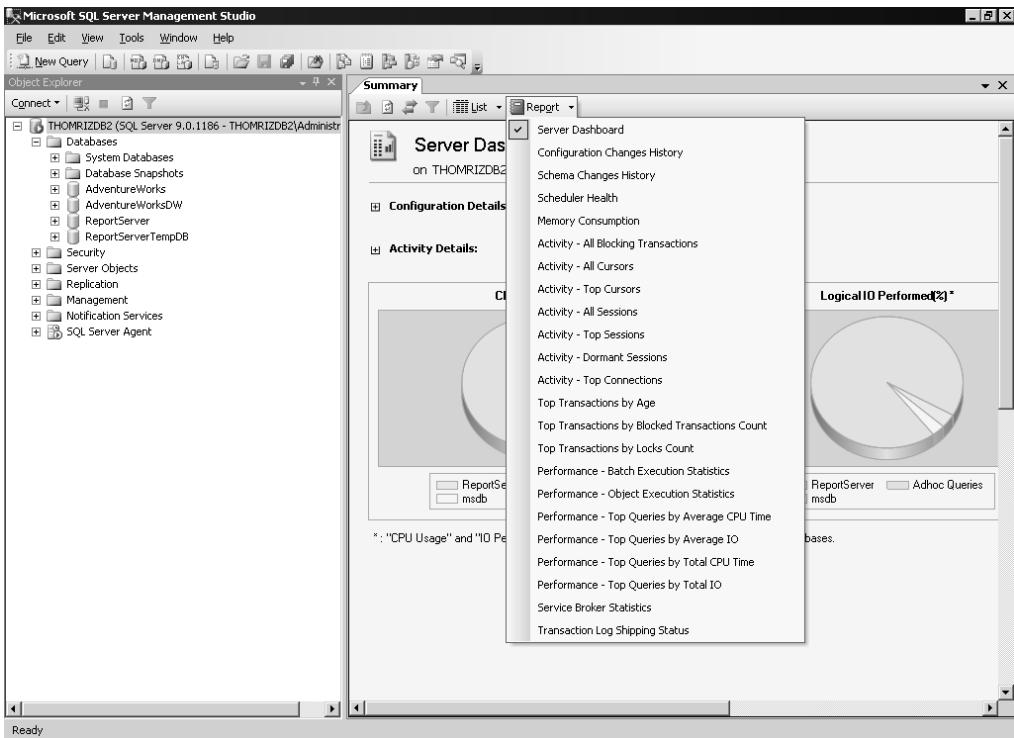 Microsoft SQL Server Management Studio
File Edit View Tools Window Help
New Query
Object Explorer
Connect
THOMRIZDB2 (SQL Server 9.0.1186 - THOMRIZDB2\Administr
Databases
System Databases
Database Snapshots
AdventureWorks
AdventureWorksDW
ReportServer
ReportServerTempDB
Security
Server Objects
Replication
Management
Notification Services
SQL Server Agent
Summary
List Report
Server Das
on THOMRIZDB2
Configuration Details
Activity Details:
Server Dashboard
Configuration Changes History
Schema Changes History
Scheduler Health
Memory Consumption
Activity - All Blocking Transactions
Activity - All Cursors
Activity - Top Cursors
Activity - All Sessions
Activity - Top Sessions
Activity - Dormant Sessions
Activity - Top Connections
Top Transactions by Age
Top Transactions by Blocked Transactions Count
Top Transactions by Locks Count
Performance - Batch Execution Statistics
Performance - Object Execution Statistics
Performance - Top Queries by Average CPU Time
Performance - Top Queries by Average IO
Performance - Top Queries by Total CPU Time
Performance - Top Queries by Total IO
Service Broker Statistics
Transaction Log Shipping Status
Logical IO Performed(%) *
ReportSe
msdb
ReportServer Adhoc Queries
msdb
* : "CPU Usage" and "IO Pe
bases.
Ready